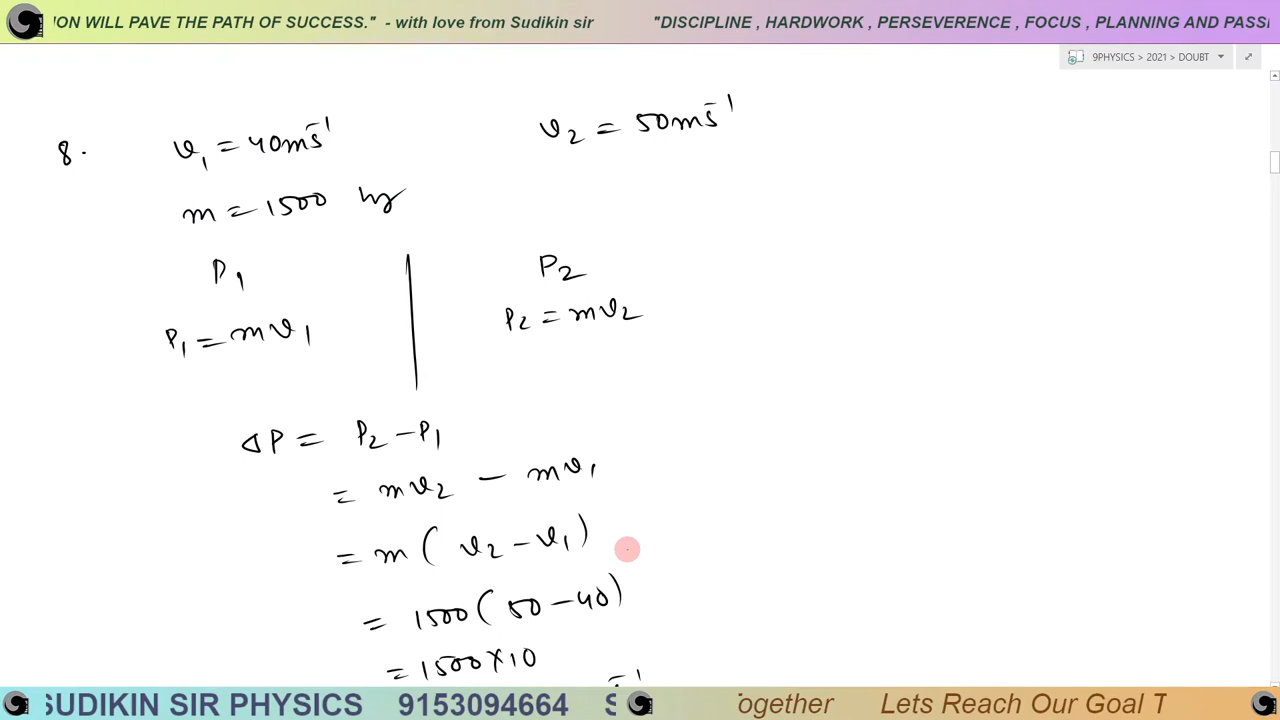 ION WILL PAVE THE PATH OF SUCCESS." - with love from Sudikin sir "DISCIPLINE , HARDWORK , PERSEVERENCE , FOCUS , PLANNING AND PASSI
9PHYSICS > 2021 > DOUBT
8. v₁ = 40ms⁻¹ v₂ = 50ms⁻¹
m = 1500 kg
P₁ P₂
P₁ = mv₁ P₂ = mv₂
ΔP = P₂ - P₁
= mv₂ - mv₁
= m ( v₂ - v₁ )
= 1500 ( 50 - 40 )
= 1500 × 10
SUDIKIN SIR PHYSICS 9153094664 S ogether Lets Reach Our Goal T